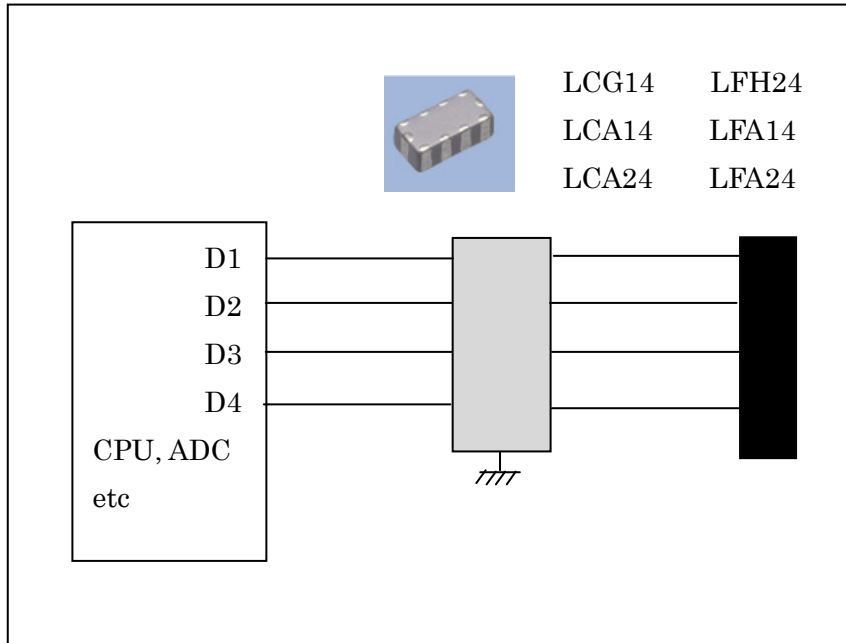 LCG14 LFH24
LCA14 LFA14
LCA24 LFA24
D1
D2
D3
D4
CPU, ADC
etc